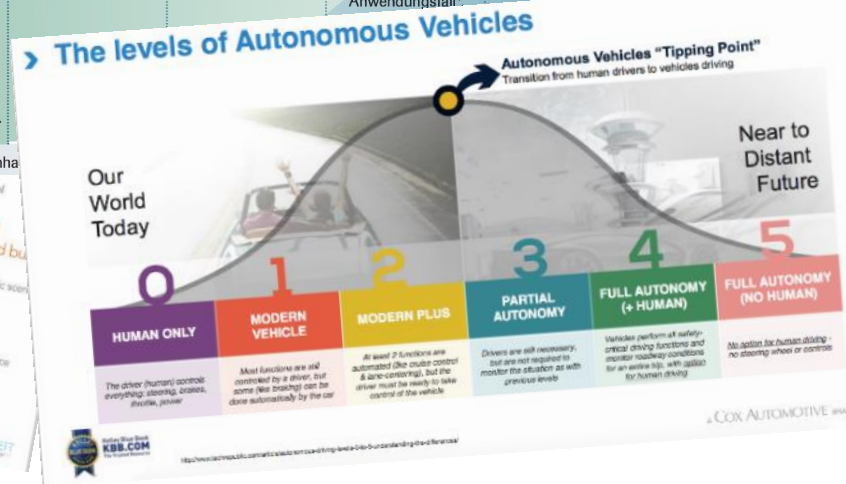 Anwendungsfall
› The levels of Autonomous Vehicles
Autonomous Vehicles “Tipping Point”
Transition from human drivers to vehicles driving
Our
World
Today
Near to
Distant
Future
0
HUMAN ONLY
The driver (human) controls
everything: steering, brakes,
throttle, power
1
MODERN
VEHICLE
Most functions are still
controlled by a driver, but
some (like braking) can be
done automatically by the car
2
MODERN PLUS
At least 2 functions are
automated (like cruise control
& lane-centering), but the
driver must be ready to take
control of the vehicle
3
PARTIAL
AUTONOMY
Drivers are still necessary,
but are not required to
monitor the situation as with
previous levels
4
FULL AUTONOMY
(+ HUMAN)
Vehicles perform all safety-
critical driving functions and
monitor roadway conditions
for an entire trip, with option
for human driving
5
FULL AUTONOMY
(NO HUMAN)
No option for human driving -
no steering wheel or controls
Kelley Blue Book
KBB.COM
The Trusted Resource
COX AUTOMOTIVE